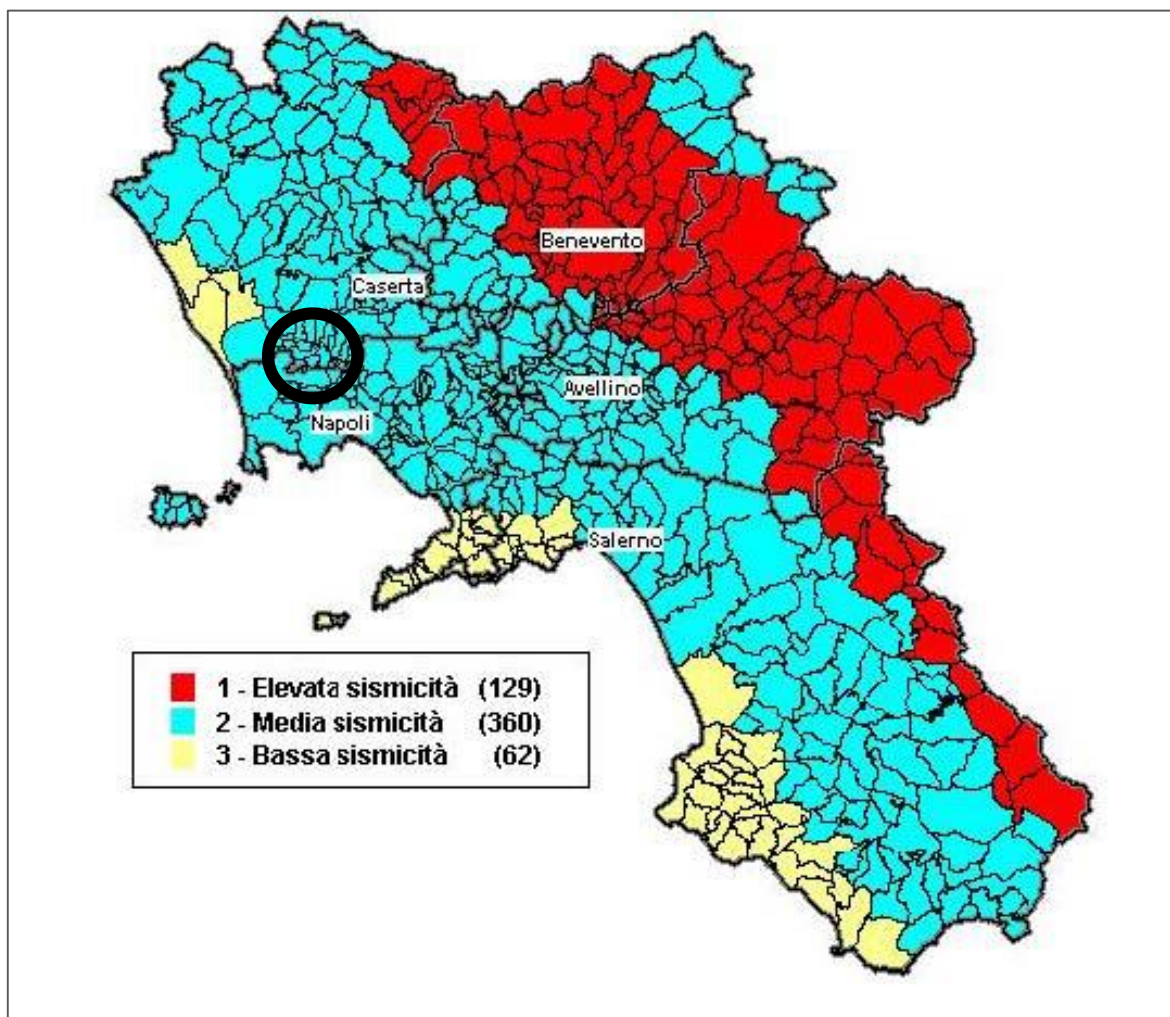 Benevento
Caserta
Avellino
Napoli
Salerno
1 - Elevata sismicità (129)
2 - Media sismicità (360)
3 - Bassa sismicità (62)